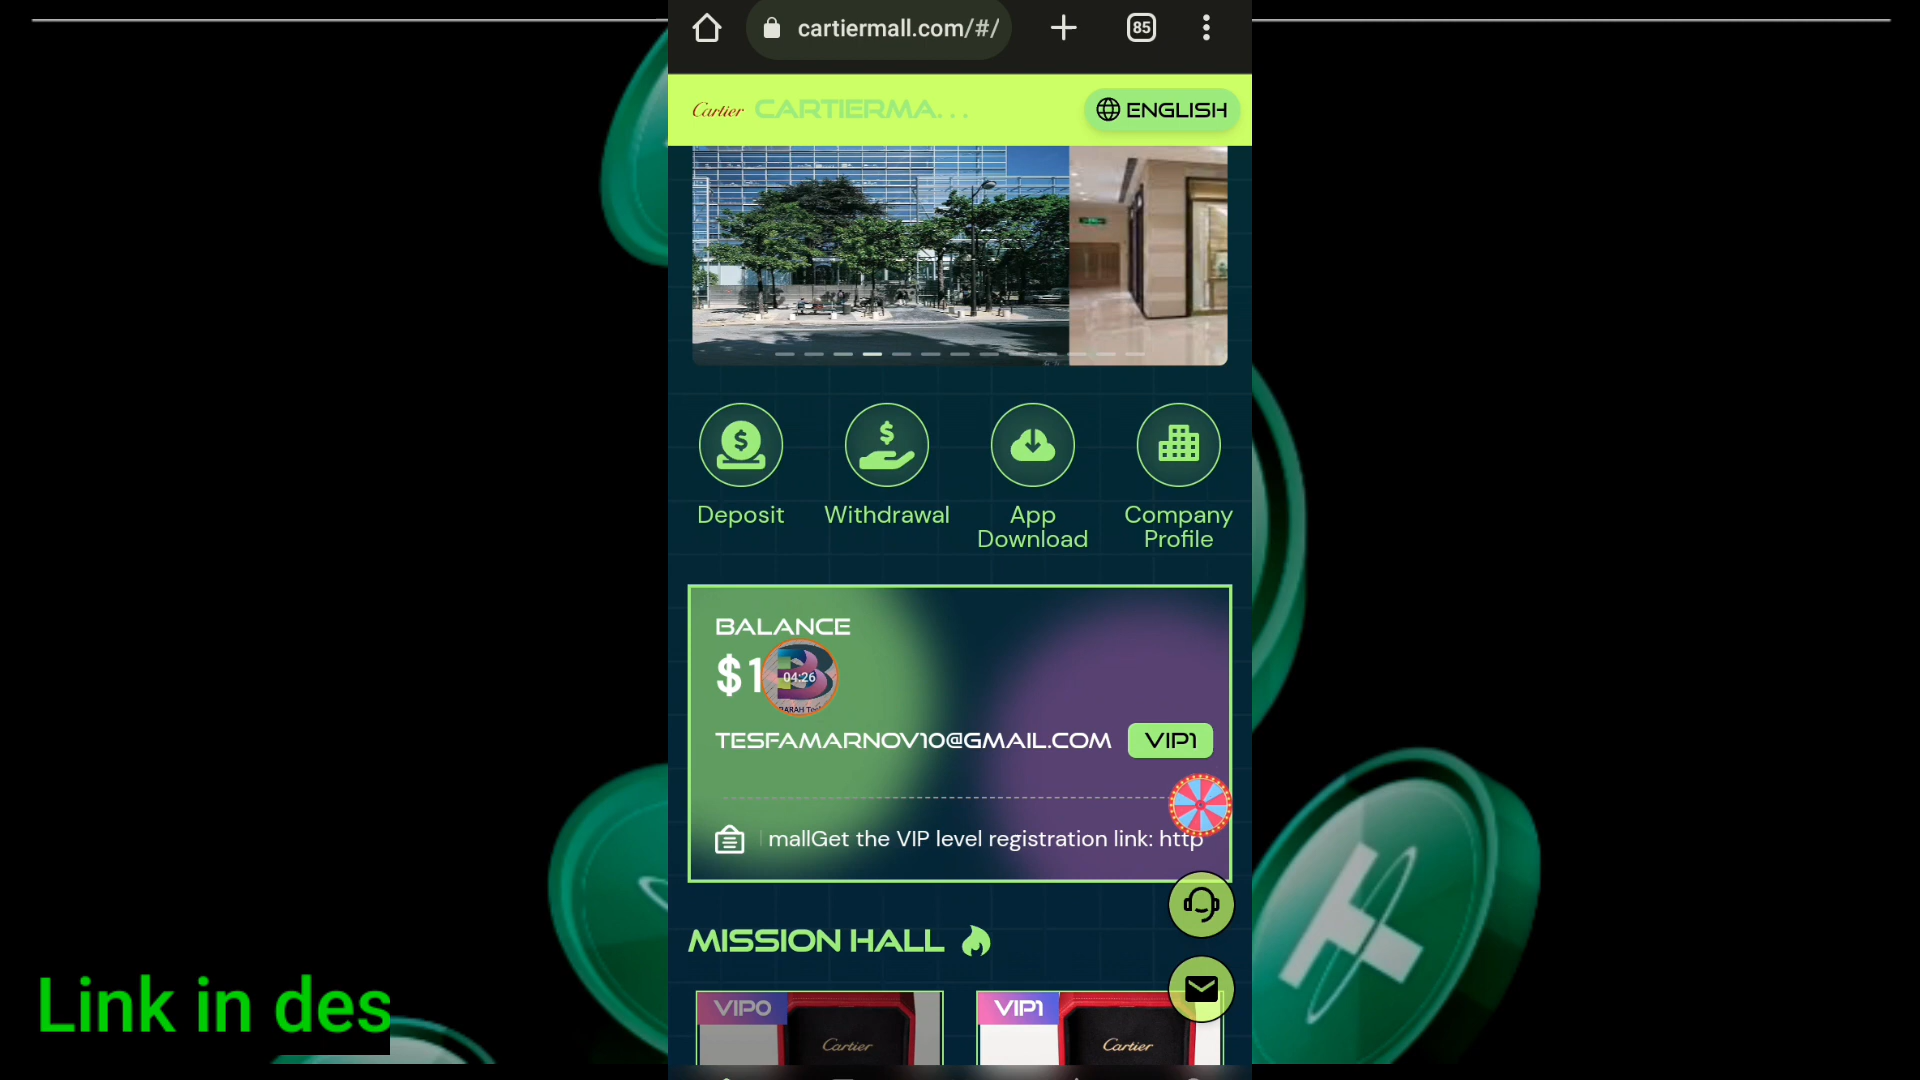 cartiermall.com/#/
85
Cartier CARTIERMA...
ENGLISH
Deposit
Withdrawal
App Download
Company Profile
BALANCE
$1
04:26
TESFAMARNOV10@GMAIL.COM
VIP1
mallGet the VIP level registration link: http
MISSION HALL
VIP0
VIP1
Cartier
Cartier
Link in des